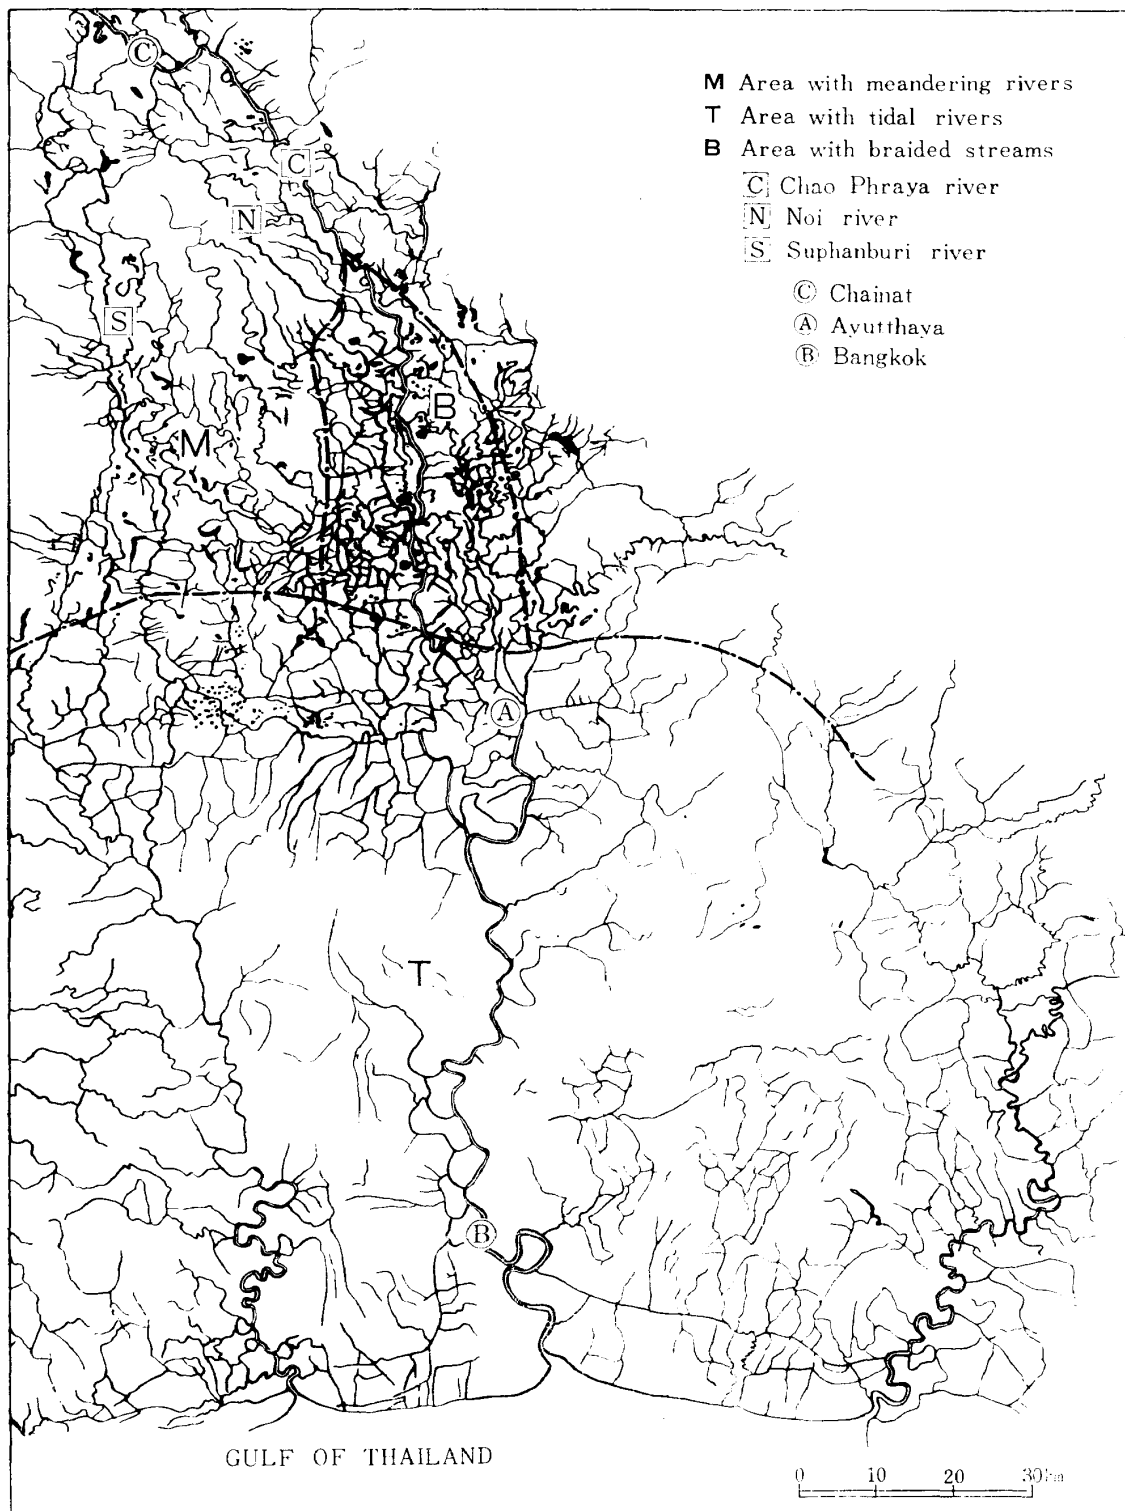 M Area with meandering rivers
T Area with tidal rivers
B Area with braided streams
C Chao Phraya river
N Noi river
S Suphanburi river
Ⓒ Chainat
Ⓐ Ayutthaya
Ⓑ Bangkok
Ⓒ
C
N
S
B
M
Ⓐ
T
Ⓑ
GULF OF THAILAND
0 10 20 30km